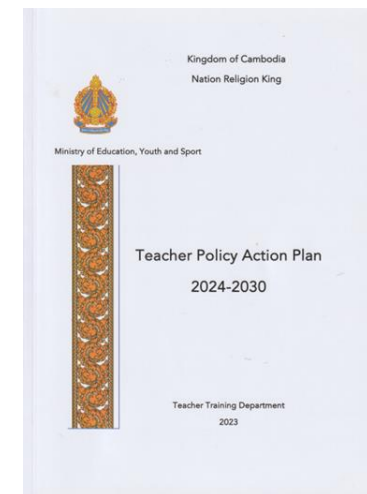 Kingdom of Cambodia
Nation Religion King
Ministry of Education, Youth and Sport
Teacher Policy Action Plan
2024-2030
Teacher Training Department
2023